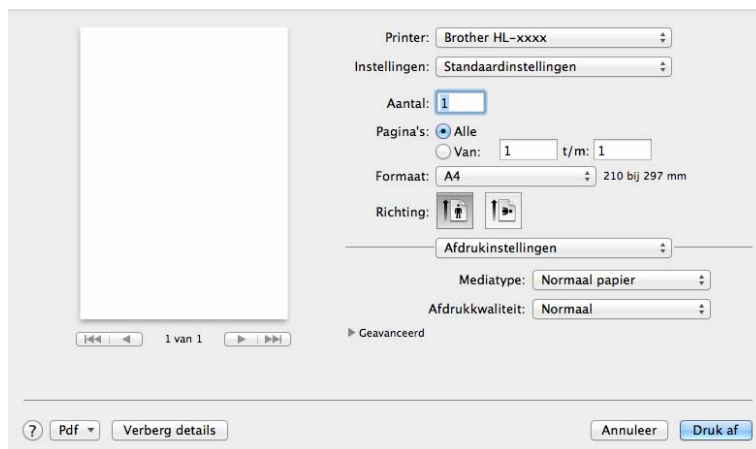 Printer: Brother HL-xxxx
Instellingen: Standaardinstellingen
Aantal: 1
Pagina's: Alle
Van: 1 t/m: 1
Formaat: A4 210 bij 297 mm
Richting:
Afdrukinstellingen
Mediatype: Normaal papier
Afdrukkwaliteit: Normaal
1 van 1
Geavanceerd
? Pdf Verberg details Annuleer Druk af